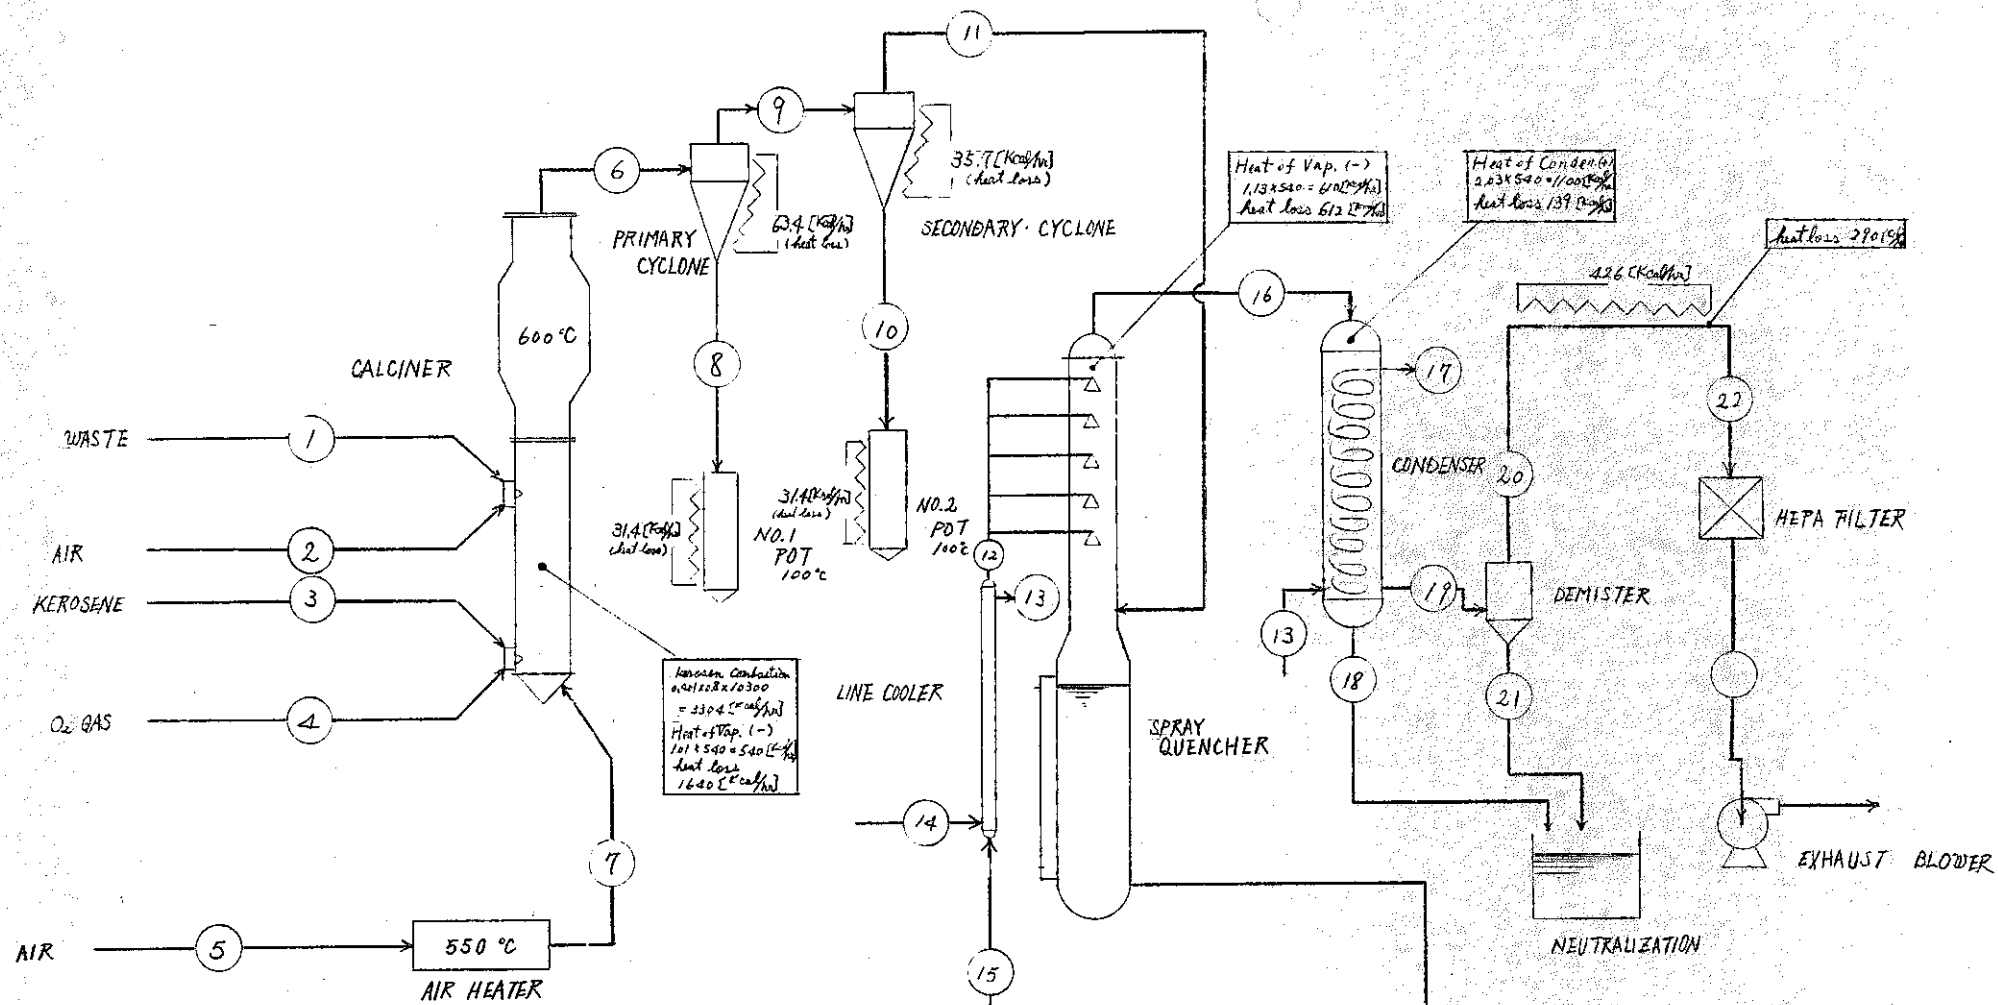 11
9
6
35.7 [Kcal/hr]
(heat loss)
63.4 [Kcal/hr]
(heat loss)
PRIMARY
CYCLONE
SECONDARY CYCLONE
Heat of Vap. (-)
1.13×540 = 610 [Kcal/hr]
heat loss 612 [Kcal/hr]
Heat of Conden. (+)
2.03×540=1100 [Kcal/hr]
heat loss 139 [Kcal/hr]
heat loss 290
426 [Kcal/hr]
16
10
8
600°C
CALCINER
17
22
WASTE
1
CONDENSER
20
31.4 [Kcal/hr]
(heat loss)
NO.2
POT
100°C
31.4 [Kcal/hr]
(heat loss)
NO.1
POT
100°C
HEPA FILTER
AIR
2
12
KEROSENE
3
13
19
DEMISTER
13
O2 GAS
4
Kerosen Combustion
×0.8×10300
= 3304 [Kcal/hr]
Heat of Vap. (-)
×540=540 [Kcal/hr]
heat loss
1640 [Kcal/hr]
LINE COOLER
18
21
SPRAY
QUENCHER
14
7
EXHAUST BLOWER
AIR
5
550 °C
AIR HEATER
15
NEUTRALIZATION